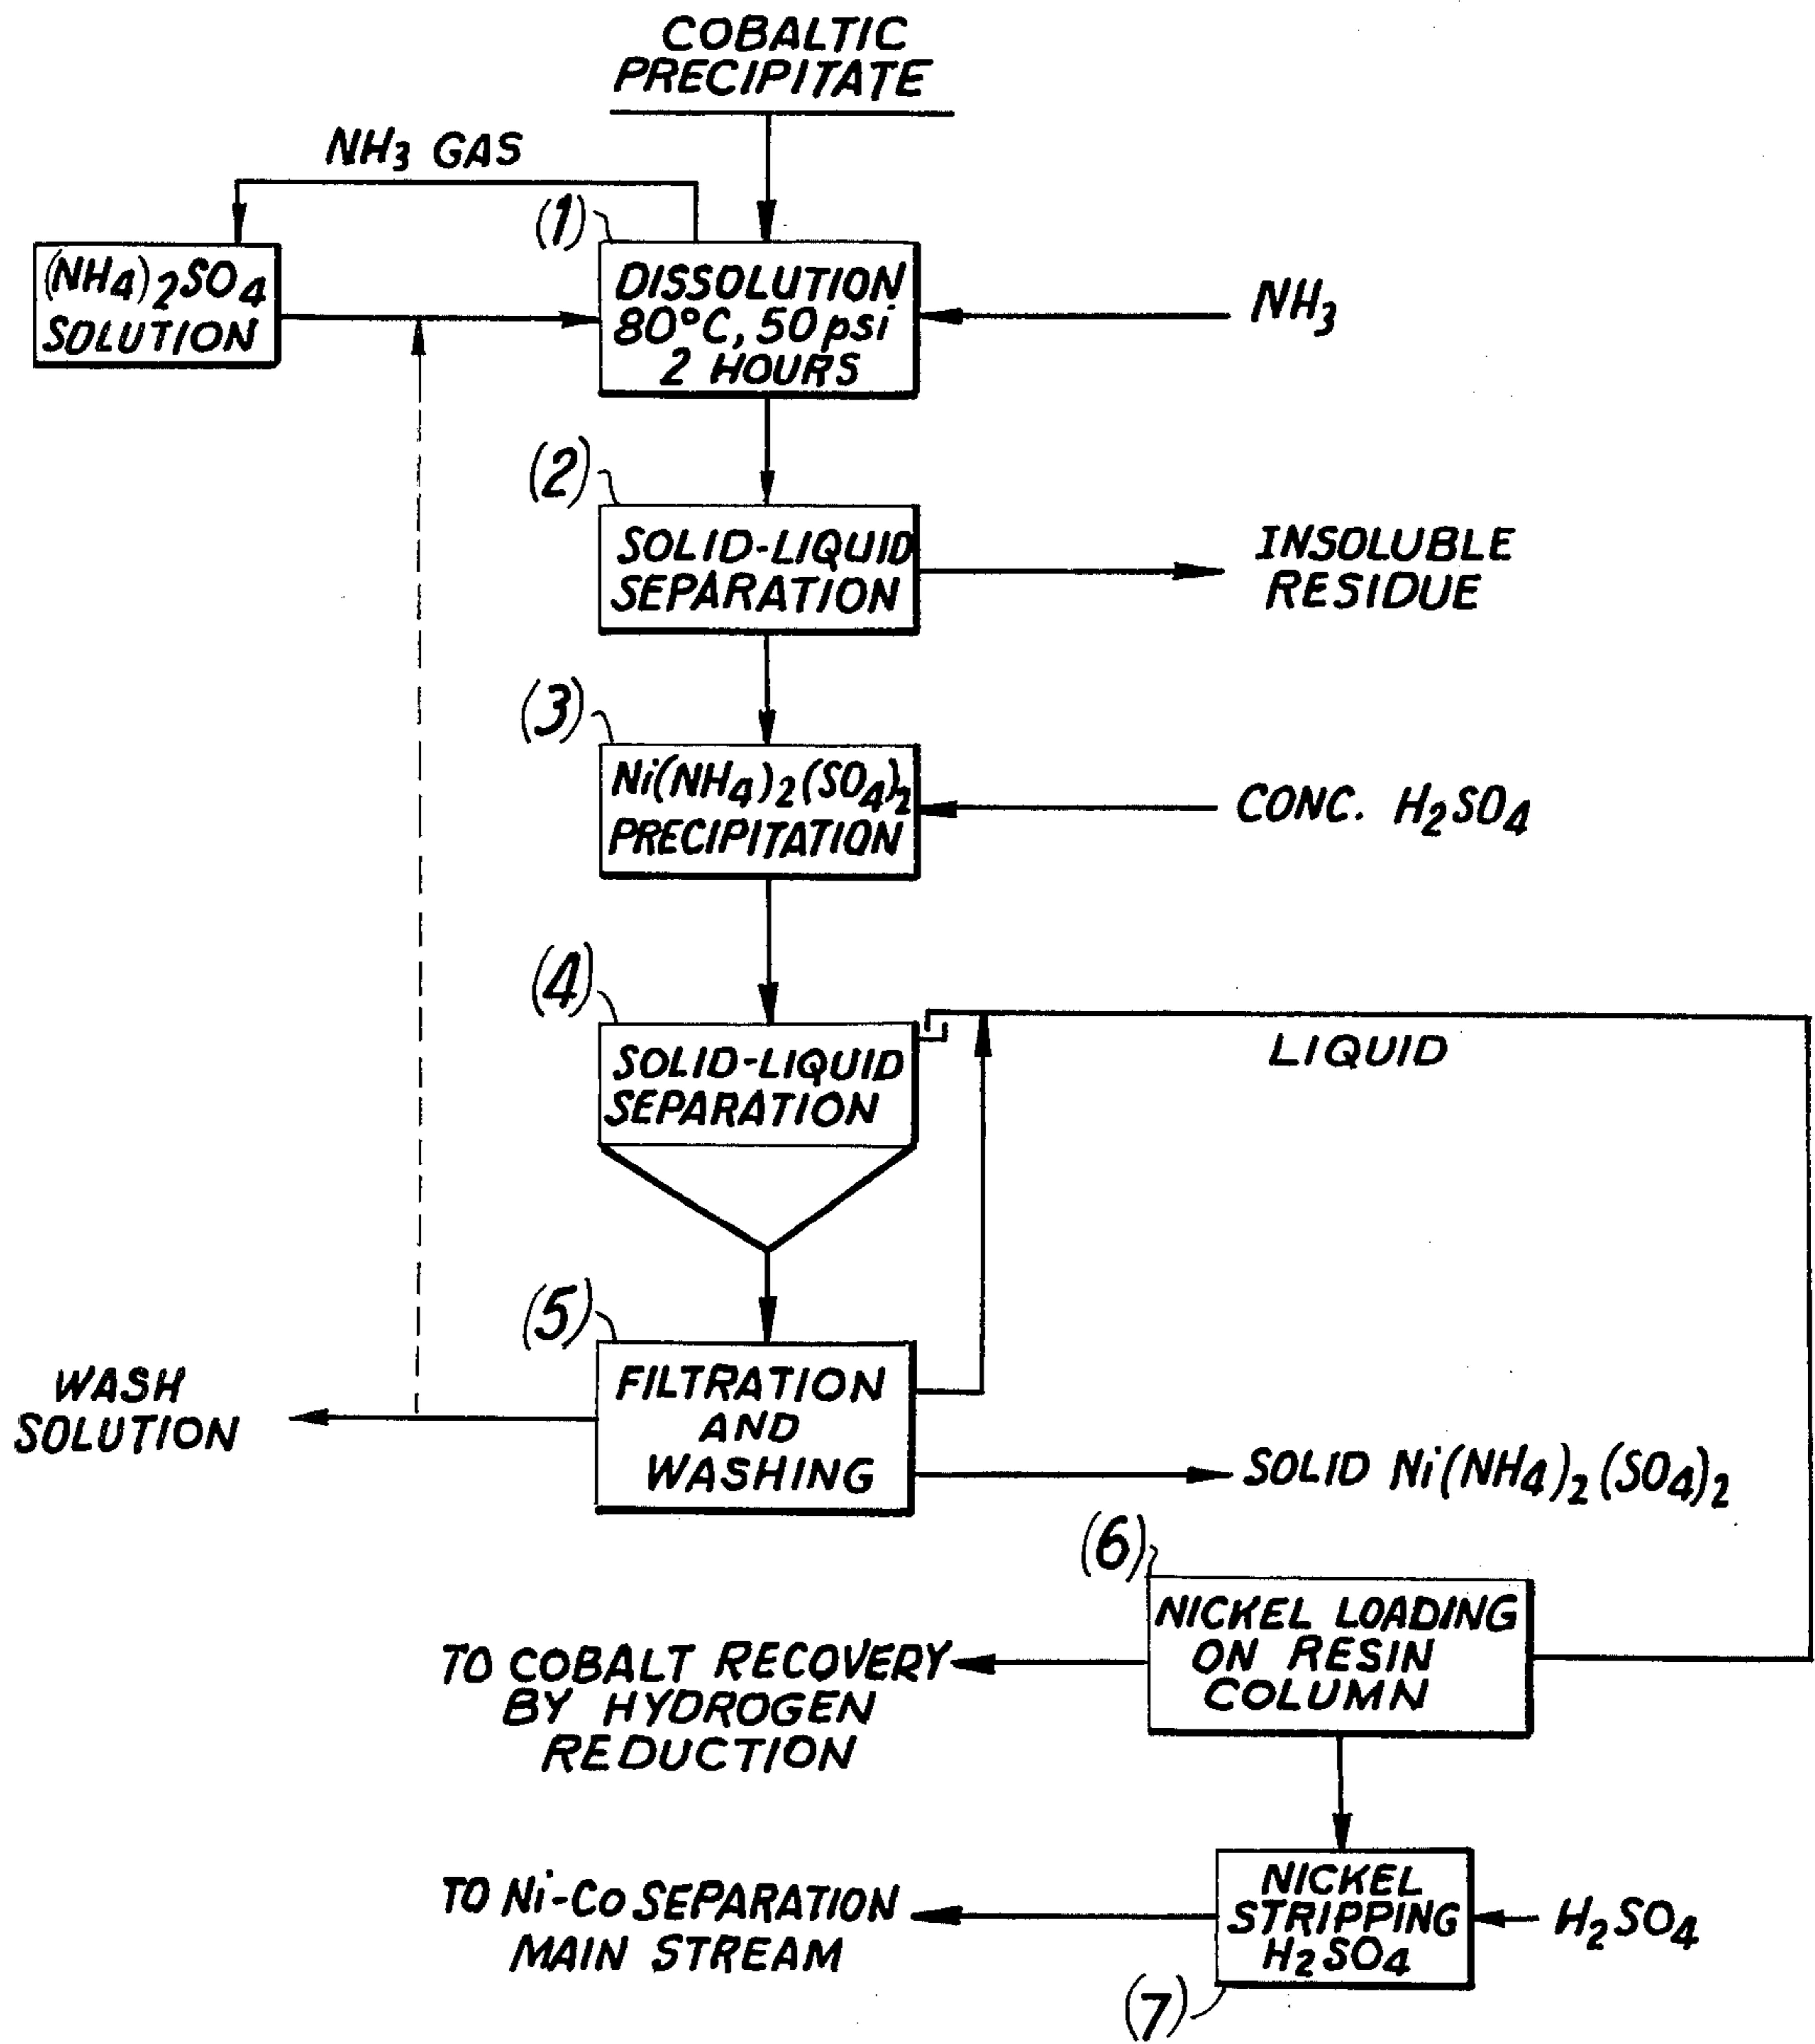 COBALTIC
PRECIPITATE
NH3 GAS
(1)
(NH4)2SO4
SOLUTION
DISSOLUTION
80°C, 50 psi
2 HOURS
NH3
(2)
SOLID-LIQUID
SEPARATION
INSOLUBLE
RESIDUE
(3)
Ni(NH4)2(SO4)2
PRECIPITATION
CONC. H2SO4
(4)
SOLID-LIQUID
SEPARATION
LIQUID
(5)
FILTRATION
AND
WASHING
WASH
SOLUTION
SOLID Ni(NH4)2(SO4)2
(6)
NICKEL LOADING
ON RESIN
COLUMN
TO COBALT RECOVERY
BY HYDROGEN
REDUCTION
NICKEL
STRIPPING
H2SO4
H2SO4
TO Ni-Co SEPARATION
MAIN STREAM
(7)